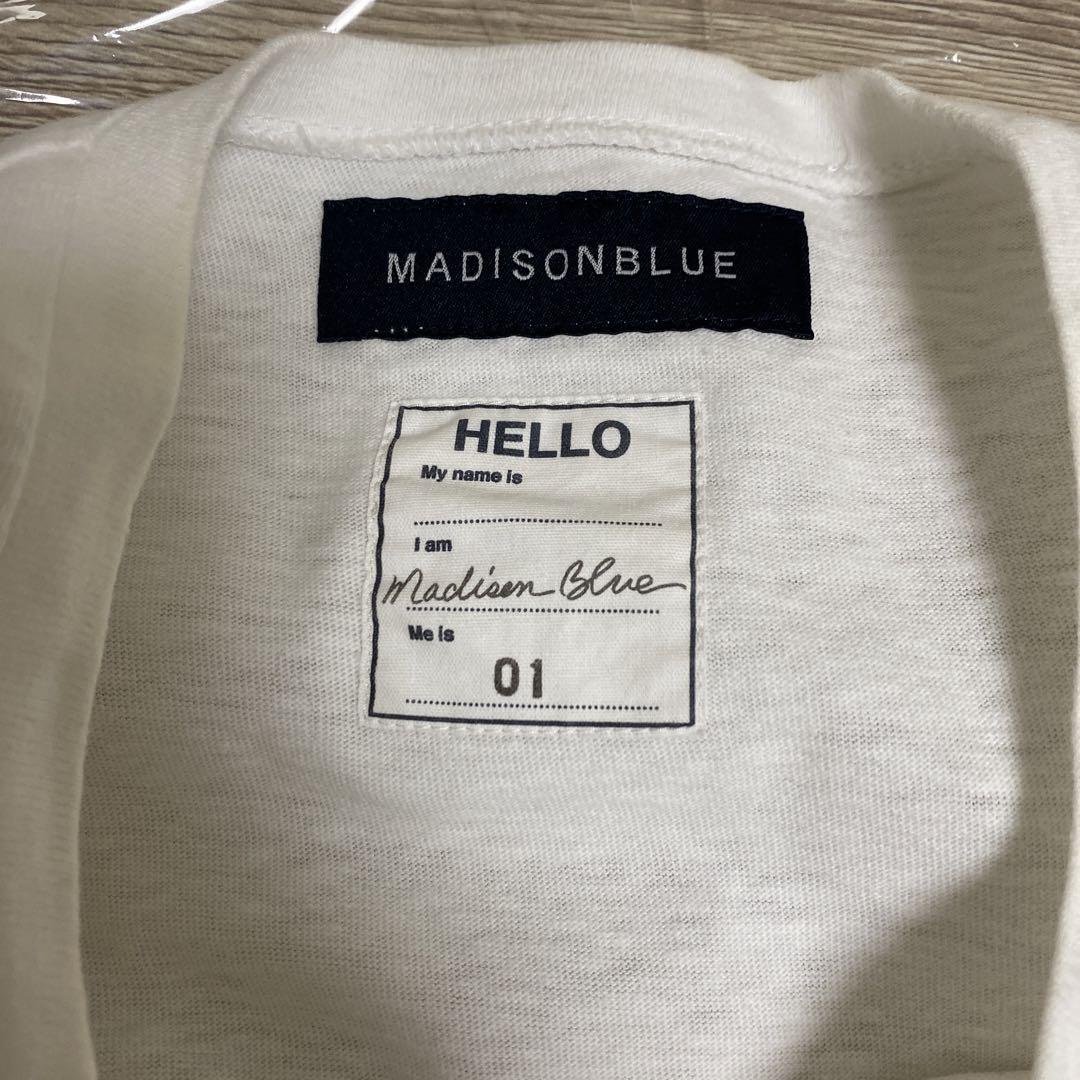 MADISONBLUE
HELLO
My name is
I am
Madison Blue
Me is
01